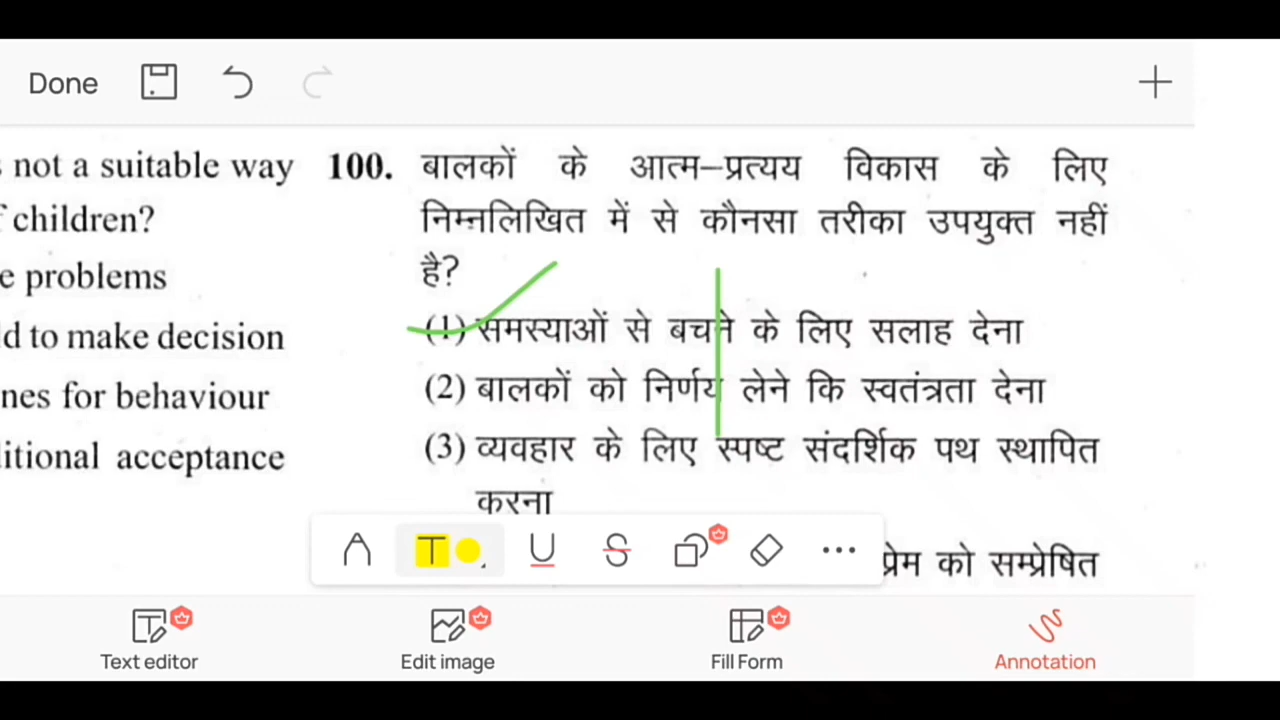 Done
not a suitable way
children?
e problems
d to make decision
nes for behaviour
itional acceptance
100. बालकों के आत्म–प्रत्यय विकास के लिए
निम्नलिखित में से कौनसा तरीका उपयुक्त नहीं
है?
(1) समस्याओं से बचने के लिए सलाह देना
(2) बालकों को निर्णय लेने कि स्वतंत्रता देना
(3) व्यवहार के लिए स्पष्ट संदर्शिक पथ स्थापित
करना
प्रेम को सम्प्रेषित
Text editor
Edit image
Fill Form
Annotation